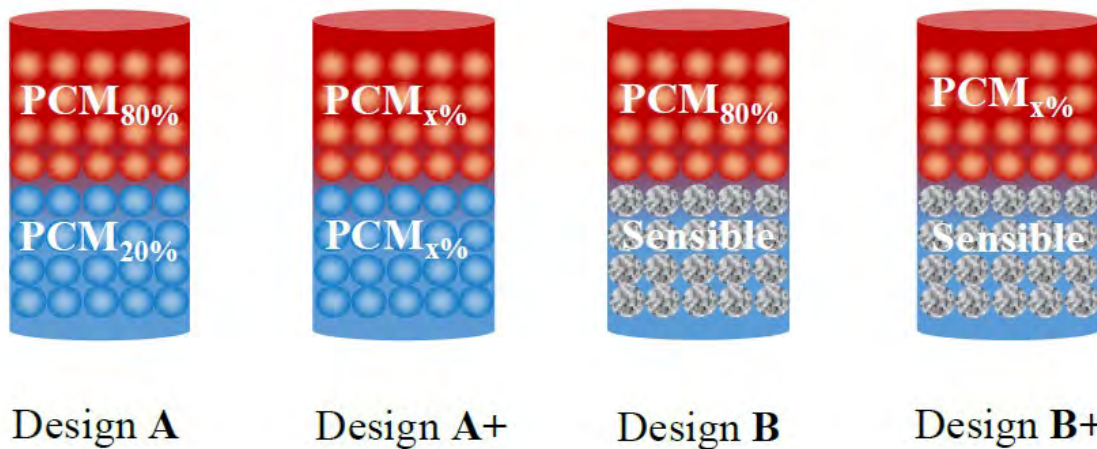 PCM80% PCMx% PCM80% PCMx%
PCM20% PCMx% Sensible Sensible
Design A Design A+ Design B Design B+